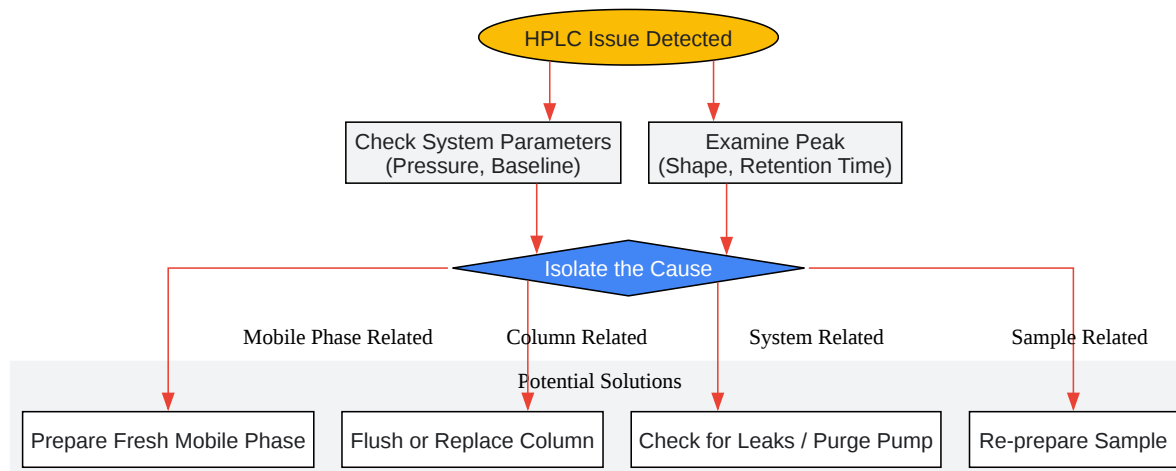 HPLC Issue Detected
Check System Parameters
(Pressure, Baseline)
Examine Peak
(Shape, Retention Time)
Isolate the Cause
Mobile Phase Related
Column Related
System Related
Sample Related
Potential Solutions
Prepare Fresh Mobile Phase
Flush or Replace Column
Check for Leaks / Purge Pump
Re-prepare Sample